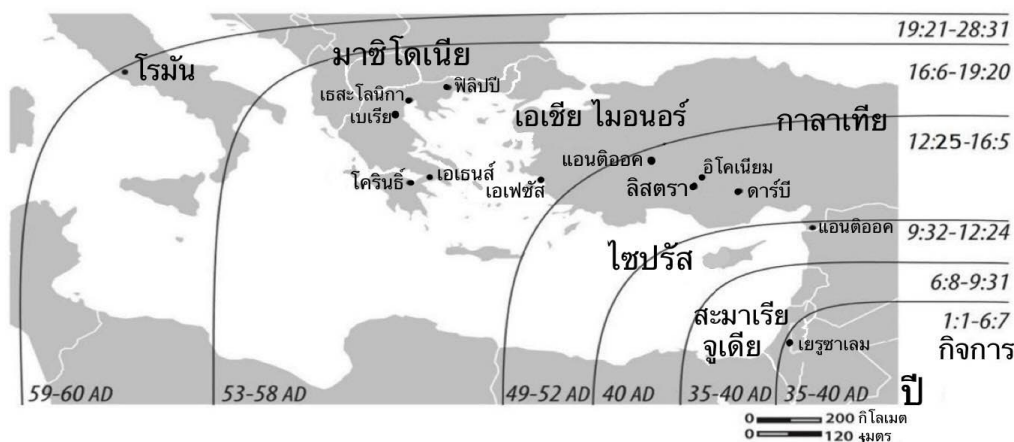 19:21-28:31
โรมัน
มาซิโดเนีย
16:6-19:20
ฟิลิปปี
เธสะโลนิกา
เบเรีย
เอเชีย ไมอนอร์
กาลาเทีย
12:25-16:5
แอนติออค
อิโคเนียม
โครินธิ์
เอเธนส์
เอเฟซัส
ลิสตรา
ดาร์บี
แอนติออค
9:32-12:24
ไซปรัส
6:8-9:31
สะมาเรีย
จูเดีย
1:1-6:7
เยรูซาเลม
กิจการ
59-60 AD
53-58 AD
49-52 AD
40 AD
35-40 AD
35-40 AD
ปี
0 200 กิโลเมต
0 120 ไมตร